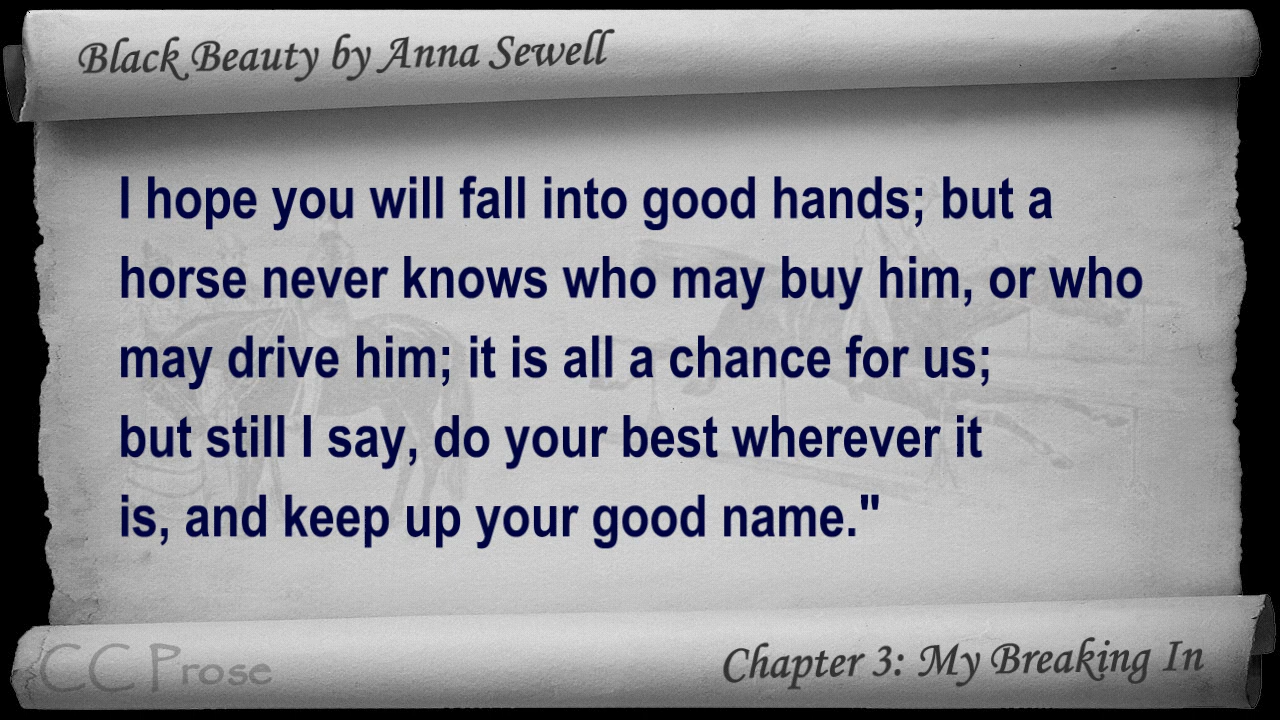 Black Beauty by Anna Sewell
I hope you will fall into good hands; but a
horse never knows who may buy him, or who
may drive him; it is all a chance for us;
but still I say, do your best wherever it
is, and keep up your good name."
CC Prose
Chapter 3: My Breaking In